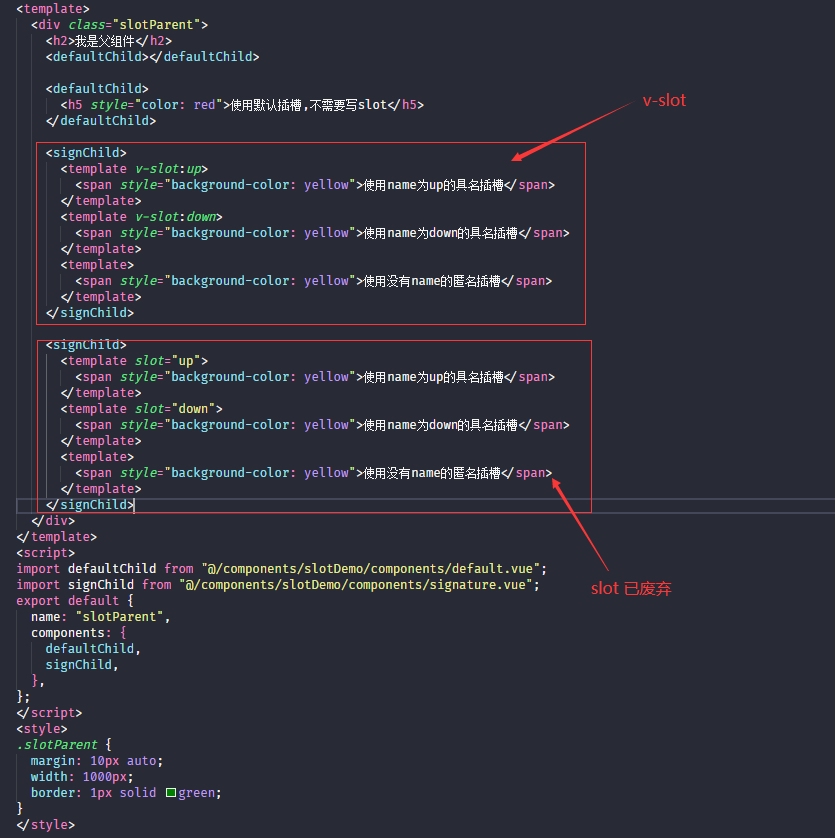 <template>
  <div class="slotParent">
    <h2>我是父组件</h2>
    <defaultChild></defaultChild>

    <defaultChild>
      <h5 style="color: red">使用默认插槽,不需要写slot</h5>
    </defaultChild>
v-slot

    <signChild>
      <template v-slot:up>
        <span style="background-color: yellow">使用name为up的具名插槽</span>
      </template>
      <template v-slot:down>
        <span style="background-color: yellow">使用name为down的具名插槽</span>
      </template>
      <template>
        <span style="background-color: yellow">使用没有name的匿名插槽</span>
      </template>
    </signChild>

    <signChild>
      <template slot="up">
        <span style="background-color: yellow">使用name为up的具名插槽</span>
      </template>
      <template slot="down">
        <span style="background-color: yellow">使用name为down的具名插槽</span>
      </template>
      <template>
        <span style="background-color: yellow">使用没有name的匿名插槽</span>
      </template>
    </signChild>
  </div>
</template>
<script>
import defaultChild from "@/components/slotDemo/components/default.vue";
import signChild from "@/components/slotDemo/components/signature.vue";
slot 已废弃
export default {
  name: "slotParent",
  components: {
    defaultChild,
    signChild,
  },
};
</script>
<style>
.slotParent {
  margin: 10px auto;
  width: 1000px;
  border: 1px solid green;
}
</style>